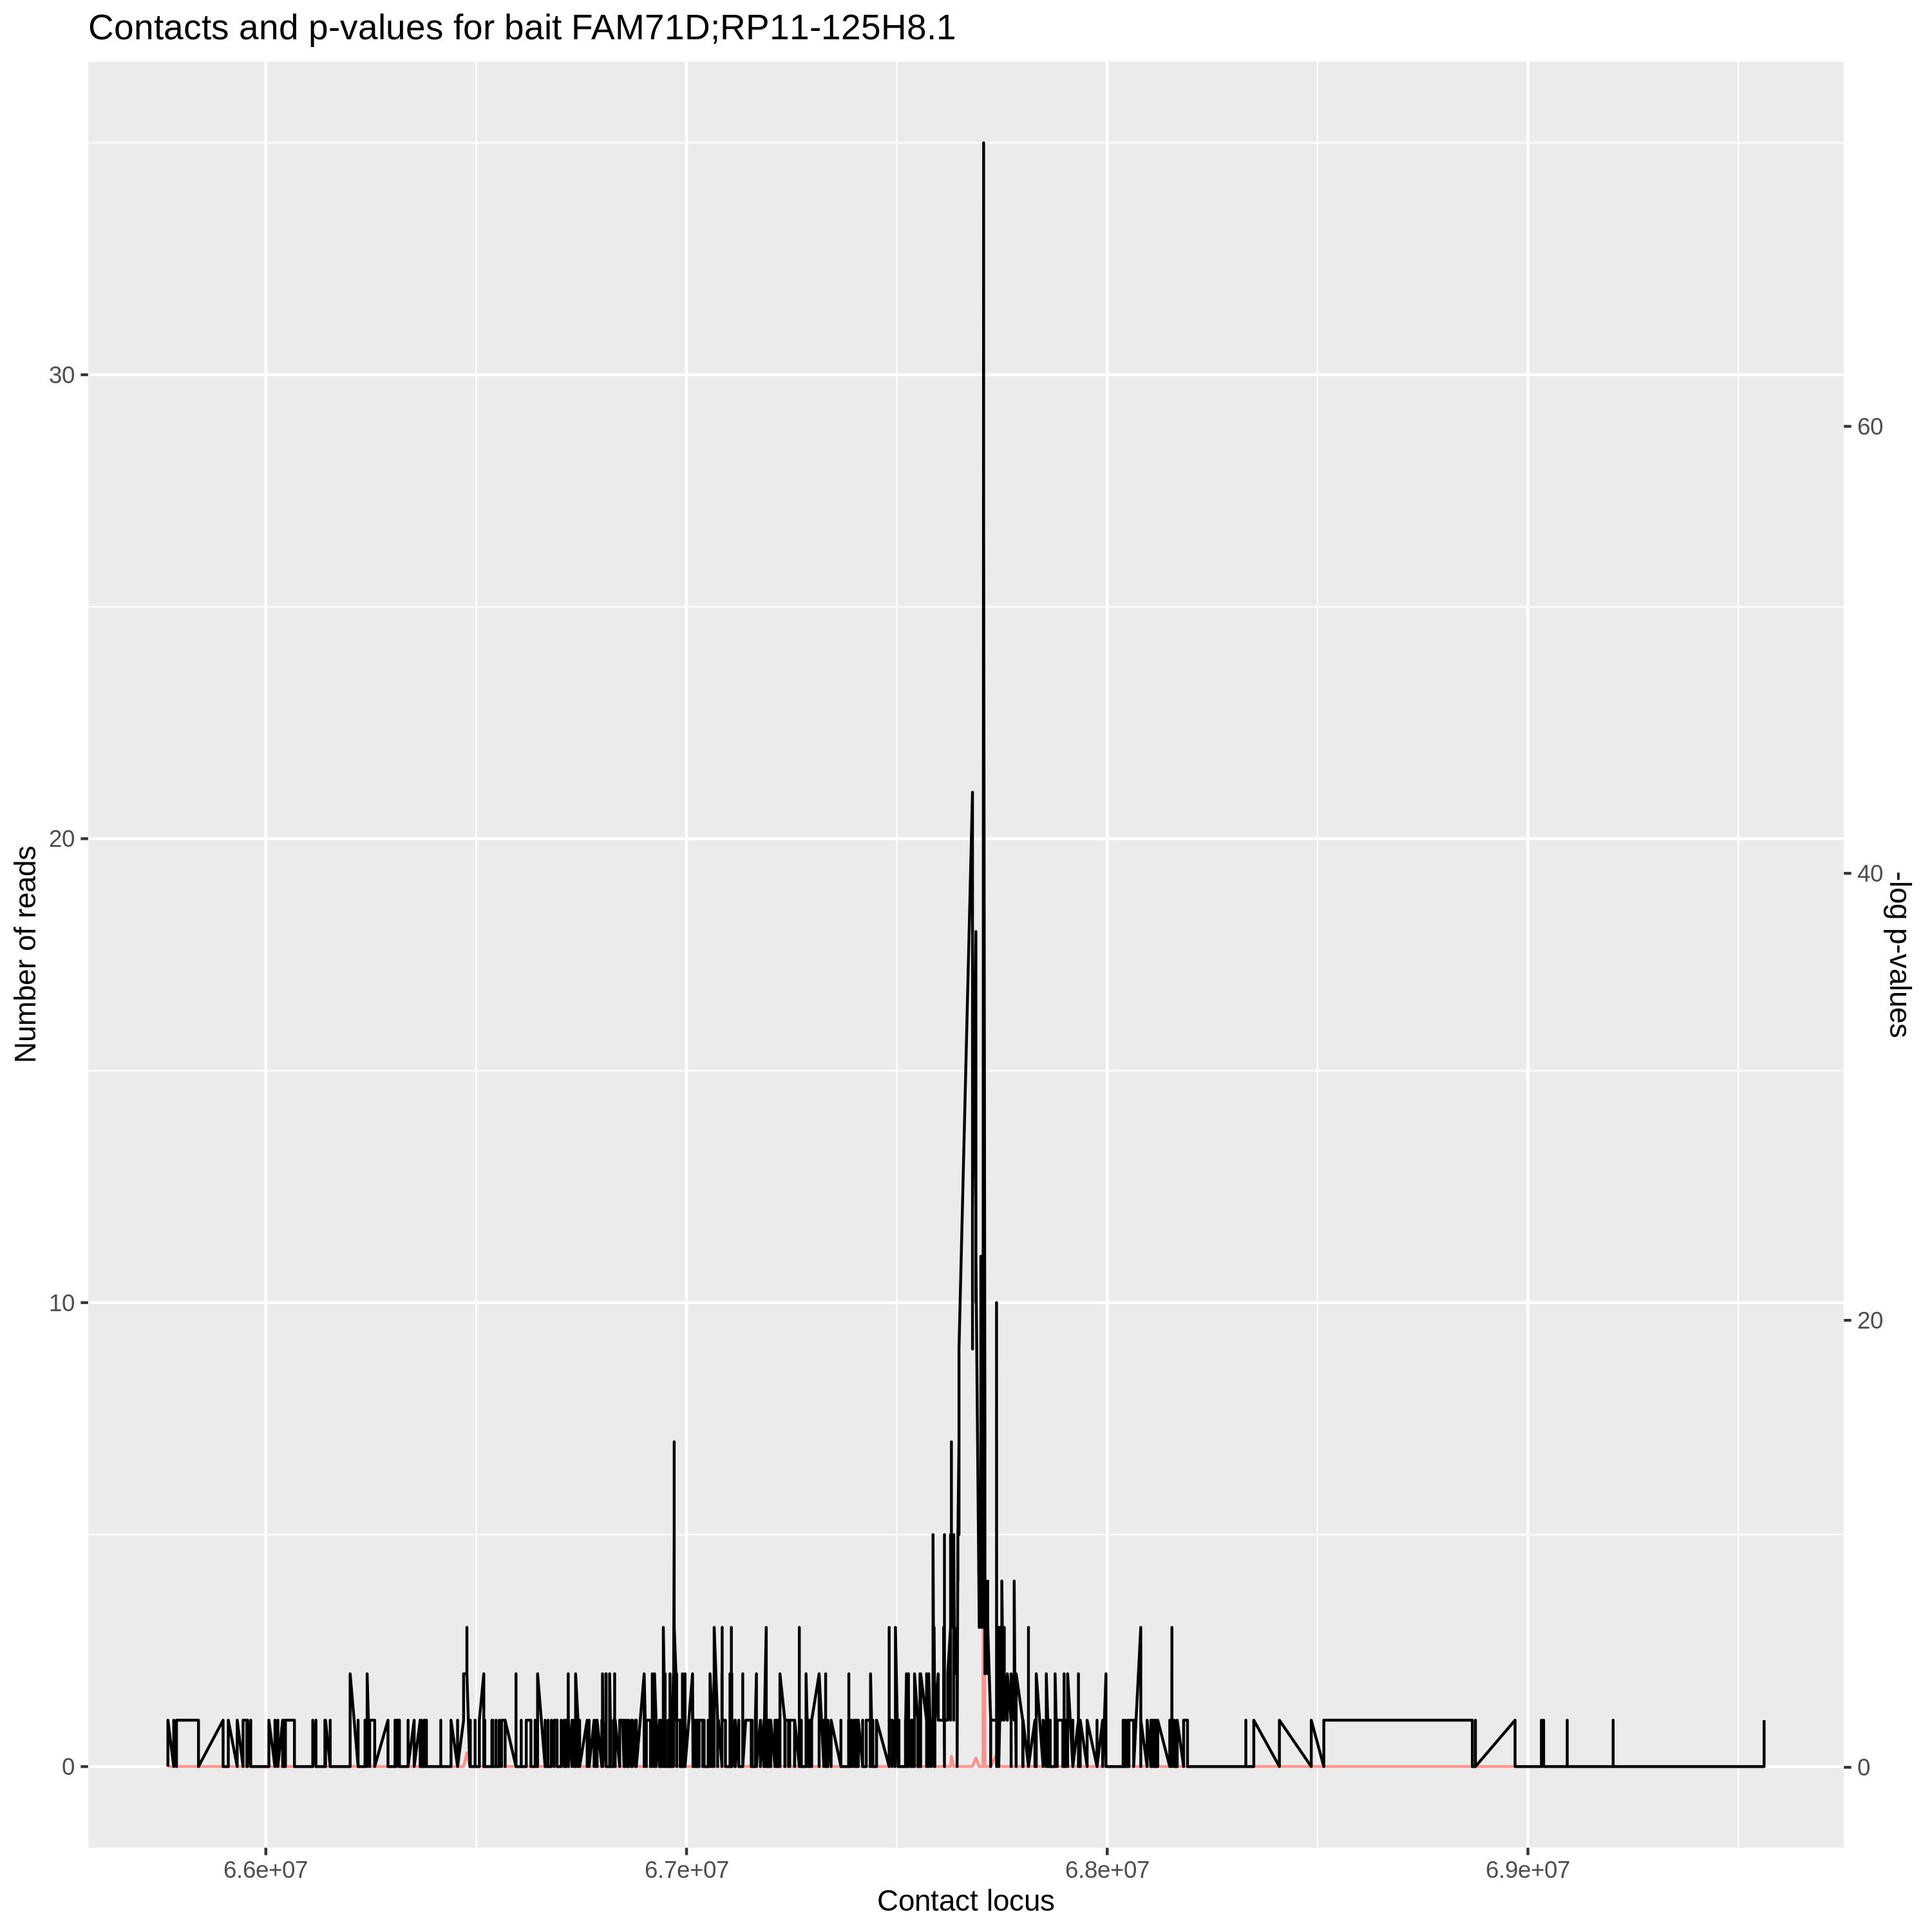 Contacts and p-values for bait FAM71D;RP11-125H8.1
Number of reads
30
20
10
0
60
40
20
0
-log p-values
6.6e+07
6.7e+07
6.8e+07
6.9e+07
Contact locus